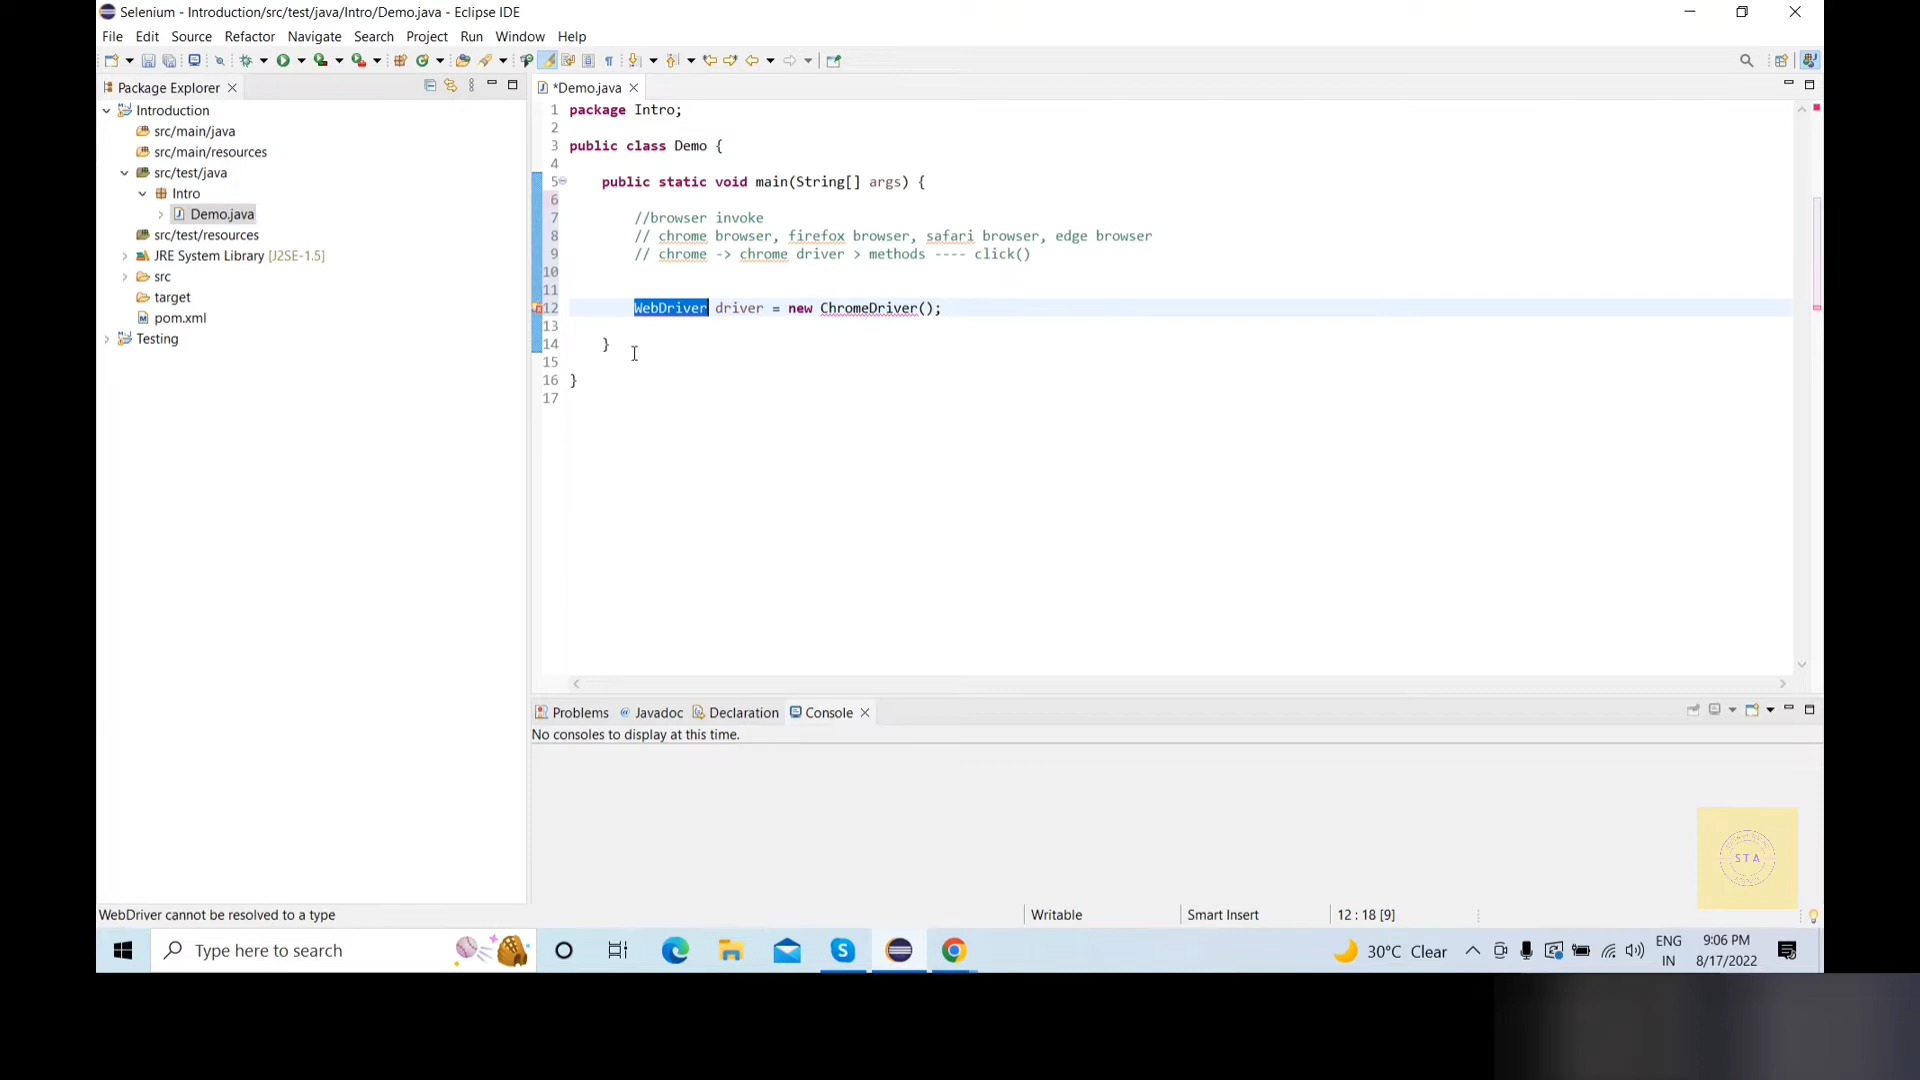 Selenium - Introduction/src/test/java/Intro/Demo.java - Eclipse IDE
File Edit Source Refactor Navigate Search Project Run Window Help
Package Explorer
Introduction
src/main/java
src/main/resources
src/test/java
Intro
Demo.java
src/test/resources
JRE System Library [J2SE-1.5]
src
target
pom.xml
Testing
*Demo.java
1 package Intro;
2
3 public class Demo {
4
5 public static void main(String[] args) {
6
7 //browser invoke
8 // chrome browser, firefox browser, safari browser, edge browser
9 // chrome -> chrome driver > methods ---- click()
10
11
12 WebDriver driver = new ChromeDriver();
13
14 }
15
16 }
17
Problems Javadoc Declaration Console
No consoles to display at this time.
STA
WebDriver cannot be resolved to a type
Writable
Smart Insert
12 : 18 [9]
Type here to search
30°C Clear
ENG
IN
9:06 PM
8/17/2022